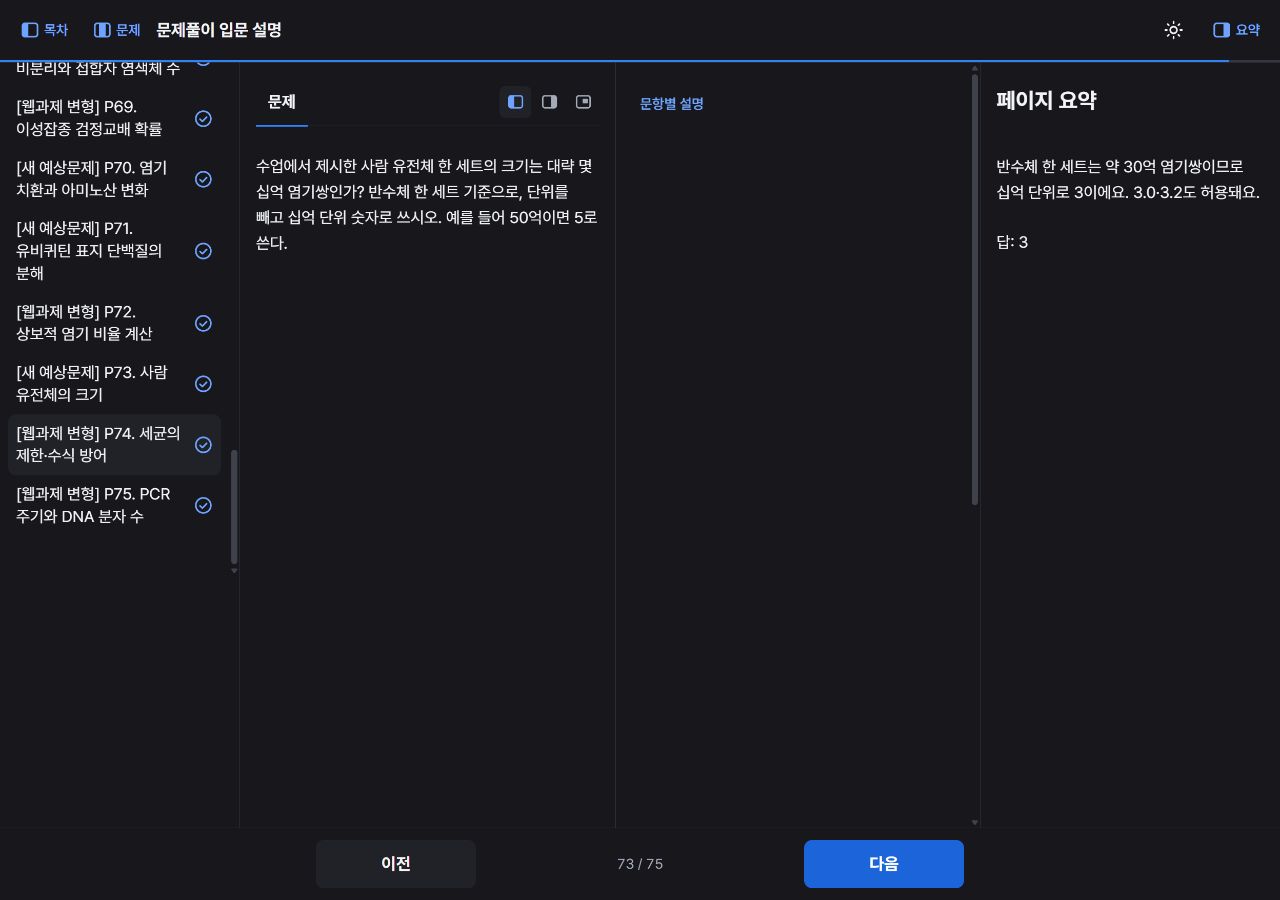 목차
문제
문제풀이 입문 설명
요약
비분리와 접합자 염색체 수
[웹과제 변형] P69.
이성잡종 검정교배 확률
[새 예상문제] P70. 염기
치환과 아미노산 변화
[새 예상문제] P71.
유비퀴틴 표지 단백질의
분해
[웹과제 변형] P72.
상보적 염기 비율 계산
[새 예상문제] P73. 사람
유전체의 크기
[웹과제 변형] P74. 세균의
제한·수식 방어
[웹과제 변형] P75. PCR
주기와 DNA 분자 수
문제
수업에서 제시한 사람 유전체 한 세트의 크기는 대략 몇
십억 염기쌍인가? 반수체 한 세트 기준으로, 단위를
빼고 십억 단위 숫자로 쓰시오. 예를 들어 50억이면 5로
쓴다.
문항별 설명
페이지 요약
반수체 한 세트는 약 30억 염기쌍이므로
십억 단위로 3이에요. 3.0·3.2도 허용돼요.
답: 3
이전
73 / 75
다음